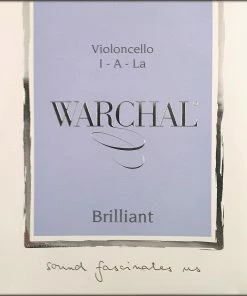 Violoncello
I - A - La
WARCHAL
Brilliant
sound fascinates us